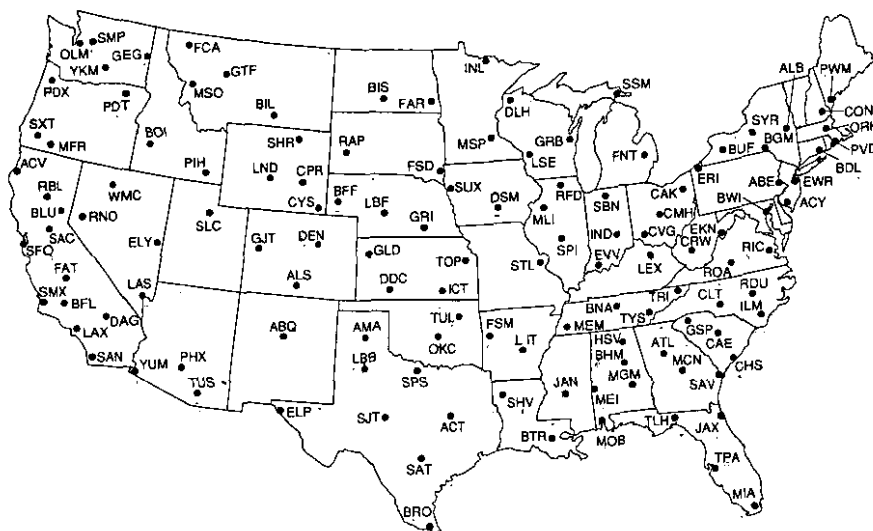 SMP
OLM
GEG
YKM
PDX
PDT
SXT
MFR
ACV
RBL
BLU
SAC
SFO
FAT
SMX
BFL
DAG
LAX
SAN
WMC
RNO
ELY
LAS
BOI
PIH
FCA
GTF
MSO
BIL
SHR
LND
CPR
CYS
SLC
GJT
DEN
ALS
YUM
PHX
TUS
ABQ
ELP
BIS
FAR
RAP
FSD
BFF
LBF
GRI
GLD
TOP
DDC
ICT
TUL
OKC
AMA
LBB
SPS
SJT
ACT
SAT
BRO
INL
DLH
MSP
SUX
DSM
STL
FSM
LIT
SHV
BTR
SSM
GRB
LSE
FNT
RFD
MLI
SPI
SBN
IND
EVV
CAK
CMH
CVG
LEX
BNA
MEM
TYS
TRI
JAN
HSV
BHM
MGM
MEI
MOB
ATL
MCN
SAV
TLH
JAX
TPA
MIA
GSP
CAE
CHS
CLT
RDU
ILM
EKN
CRW
ROA
RIC
BWI
ERI
BUF
SYR
BGM
ALB
ABE
EWR
ACY
PWM
CON
ORH
PVD
BDL